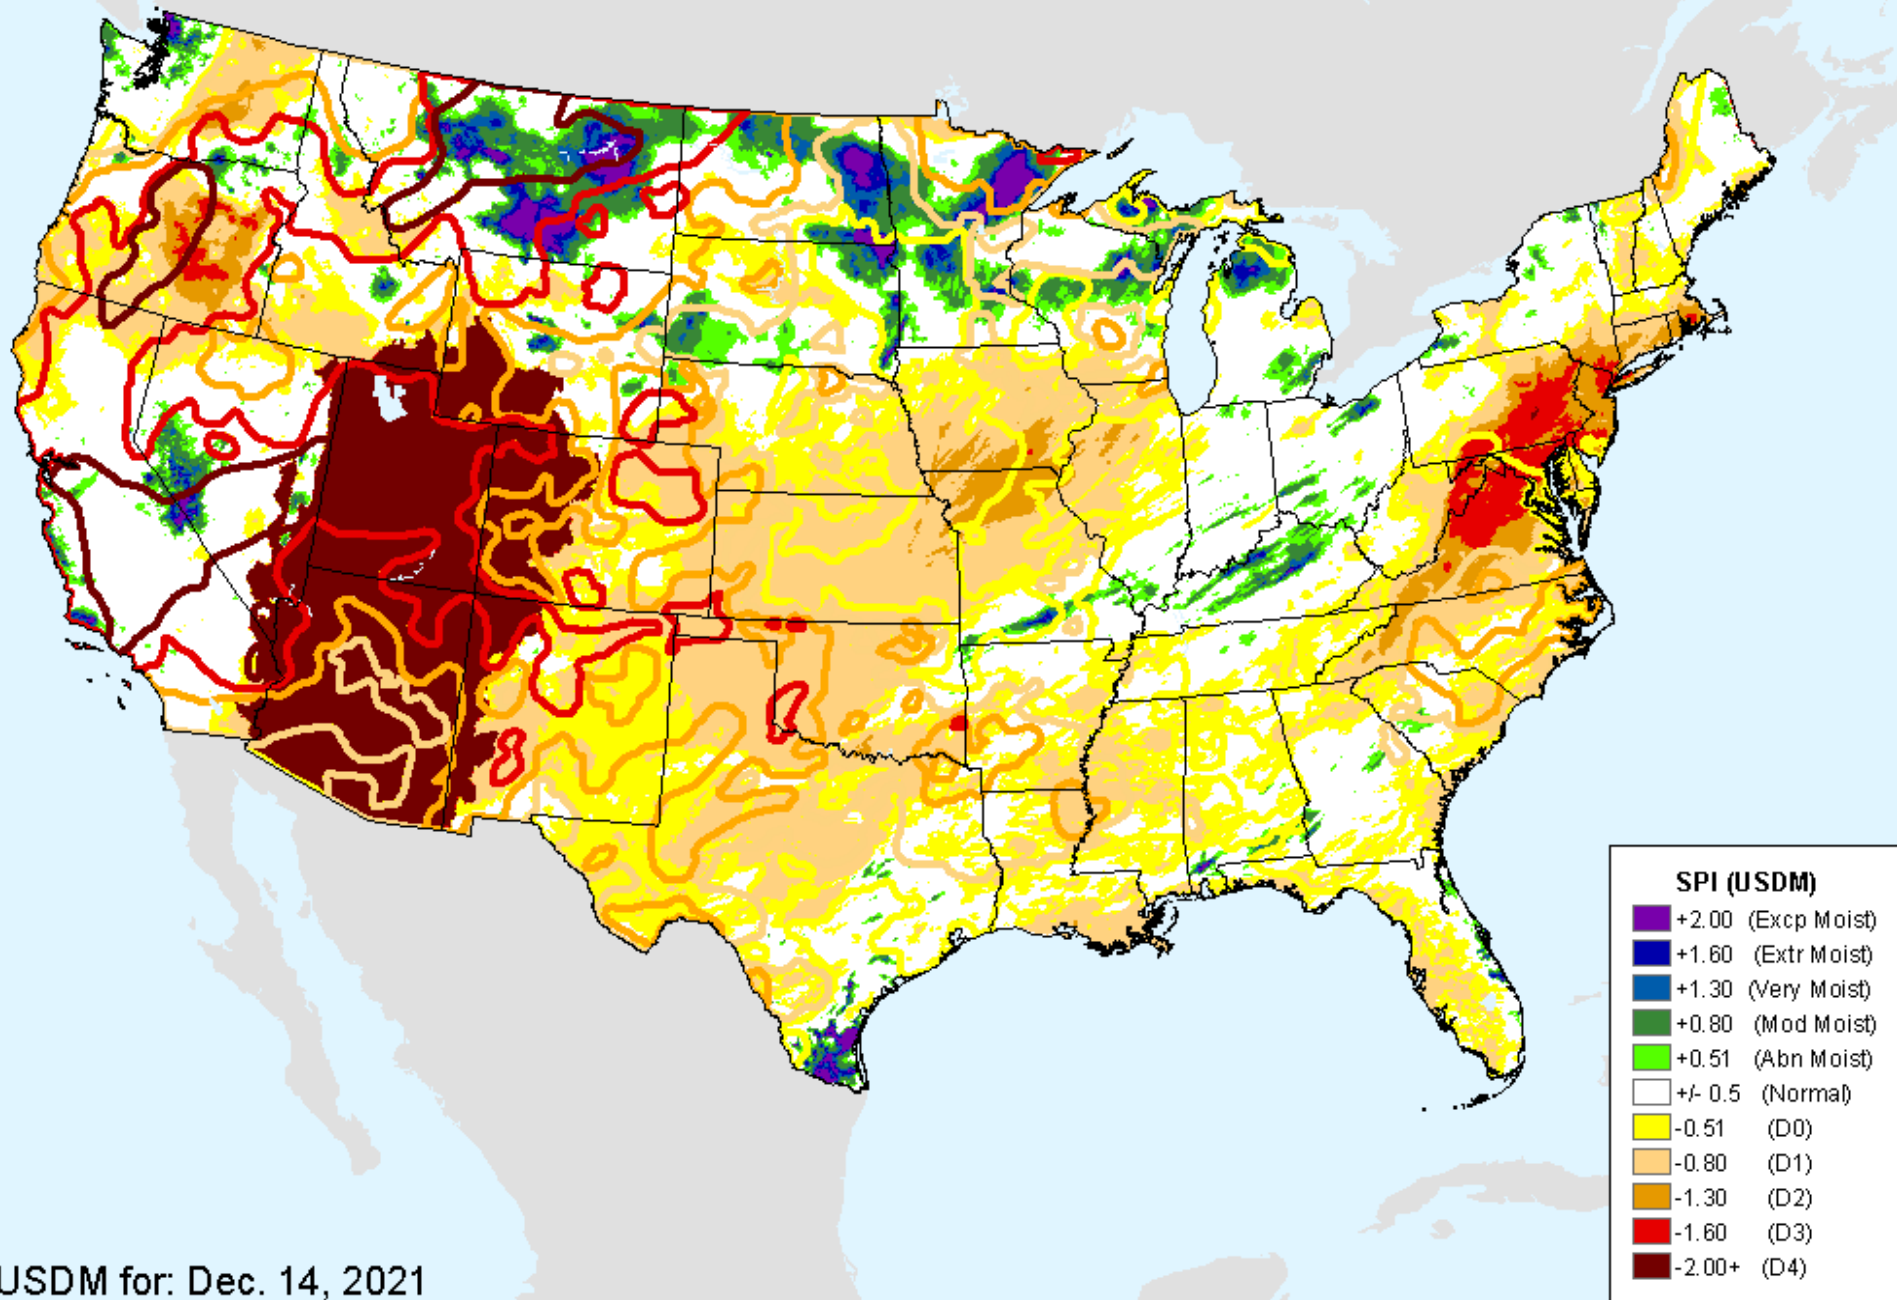 SPI (USDM)
+2.00 (Excp Moist)
+1.60 (Extr Moist)
+1.30 (Very Moist)
+0.80 (Mod Moist)
+0.51 (Abn Moist)
+/- 0.5 (Normal)
-0.51 (D0)
-0.80 (D1)
-1.30 (D2)
-1.60 (D3)
-2.00+ (D4)
USDM for: Dec. 14, 2021